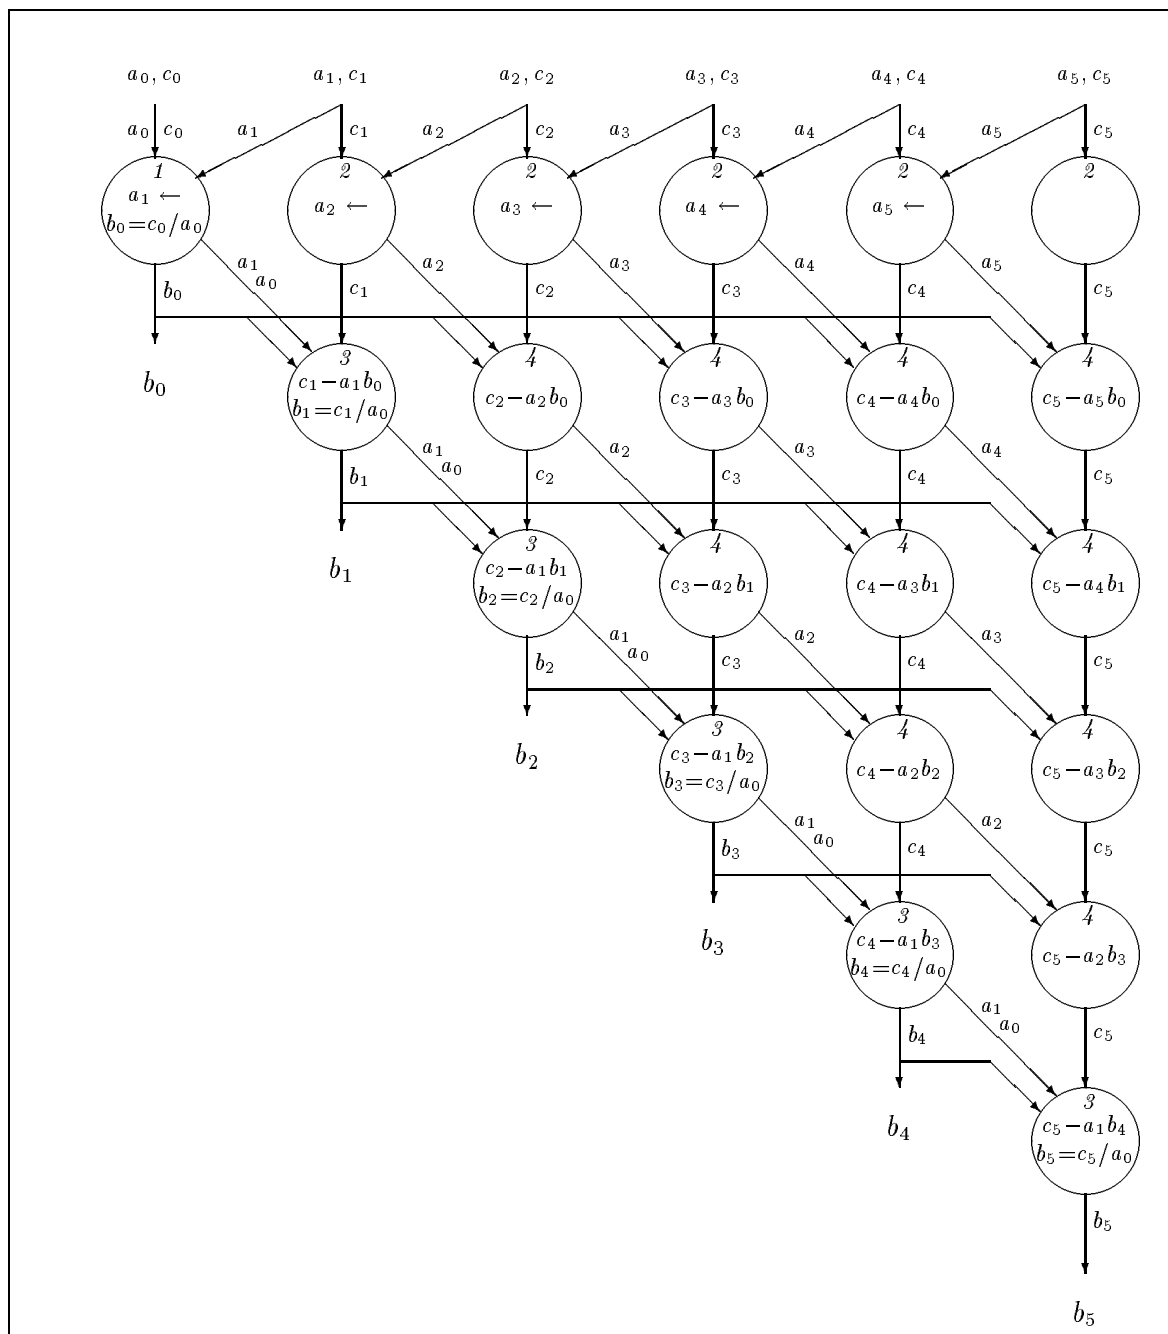 a₀, c₀ a₁, c₁ a₂, c₂ a₃, c₃ a₄, c₄ a₅, c₅
a₀ c₀ a₁ c₁ a₂ c₂ a₃ c₃ a₄ c₄ a₅ c₅
1 2 2 2 2 2
a₁ ← a₂ ← a₃ ← a₄ ← a₅ ←
b₀=c₀/a₀
a₁ a₂ a₃ a₄ a₅
a₀
b₀ c₁ c₂ c₃ c₄ c₅
3 4 4 4 4
b₀ c₁−a₁b₀ c₂−a₂b₀ c₃−a₃b₀ c₄−a₄b₀ c₅−a₅b₀
b₁=c₁/a₀
a₁ a₂ a₃ a₄
a₀
b₁ c₂ c₃ c₄ c₅
3 4 4 4
b₁ c₂−a₁b₁ c₃−a₂b₁ c₄−a₃b₁ c₅−a₄b₁
b₂=c₂/a₀
a₁ a₂ a₃
a₀
b₂ c₃ c₄ c₅
3 4 4
b₂ c₃−a₁b₂ c₄−a₂b₂ c₅−a₃b₂
b₃=c₃/a₀
a₁ a₂
a₀
b₃ c₄ c₅
3 4
b₃ c₄−a₁b₃ c₅−a₂b₃
b₄=c₄/a₀
a₁
a₀
b₄ c₅
3
b₄ c₅−a₁b₄
b₅=c₅/a₀
b₅
b₅